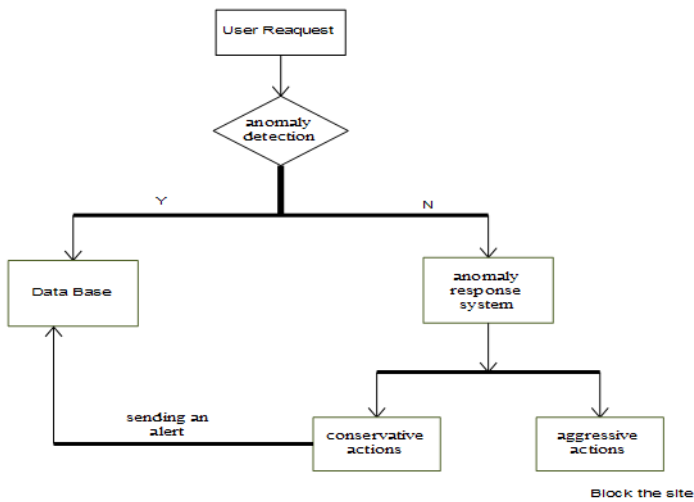 User Reaquest
anomaly
detection
Y
N
Data Base
anomaly
response
system
sending an
alert
conservative
actions
aggressive
actions
Block the site